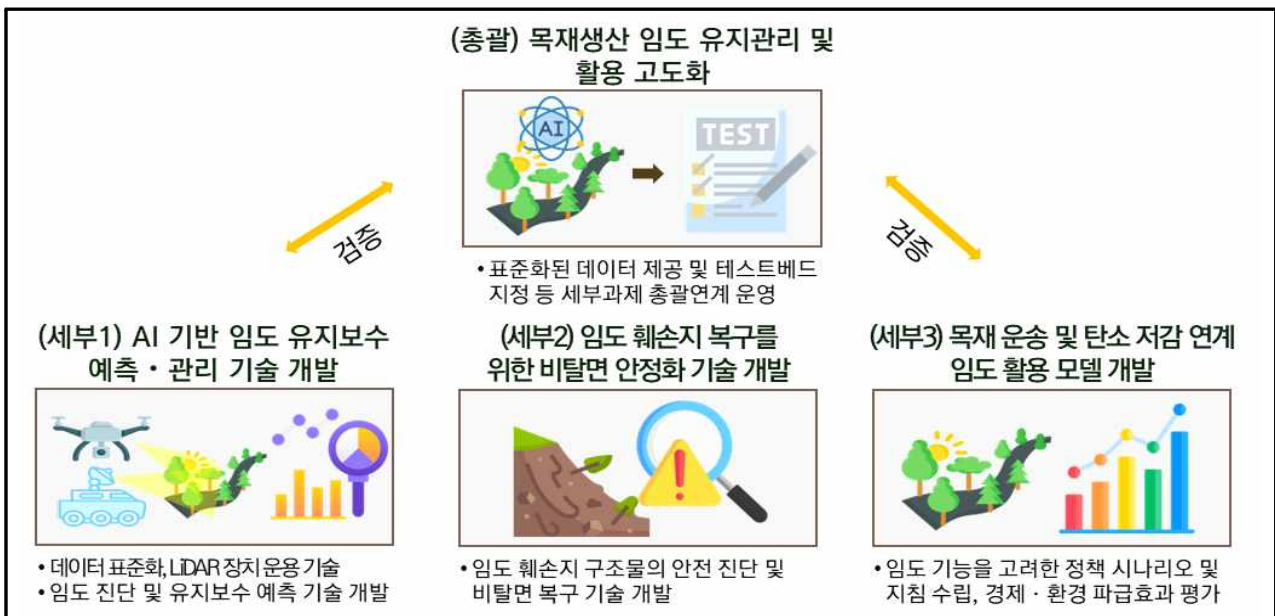 (총괄) 목재생산 임도 유지관리 및
활용 고도화
AI
TEST
검증
검증
• 표준화된 데이터 제공 및 테스트베드
지정 등 세부과제 총괄연계 운영
(세부1) AI 기반 임도 유지보수
예측・관리 기술 개발
• 데이터 표준화, LiDAR 장치 운용 기술
• 임도 진단 및 유지보수 예측 기술 개발
(세부2) 임도 훼손지 복구를
위한 비탈면 안정화 기술 개발
• 임도 훼손지 구조물의 안전 진단 및
비탈면 복구 기술 개발
(세부3) 목재 운송 및 탄소 저감 연계
임도 활용 모델 개발
• 임도 기능을 고려한 정책 시나리오 및
지침 수립, 경제・환경 파급효과 평가